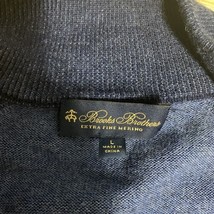 Brooks Brothers
EXTRA FINE MERINO
L
MADE IN
CHINA